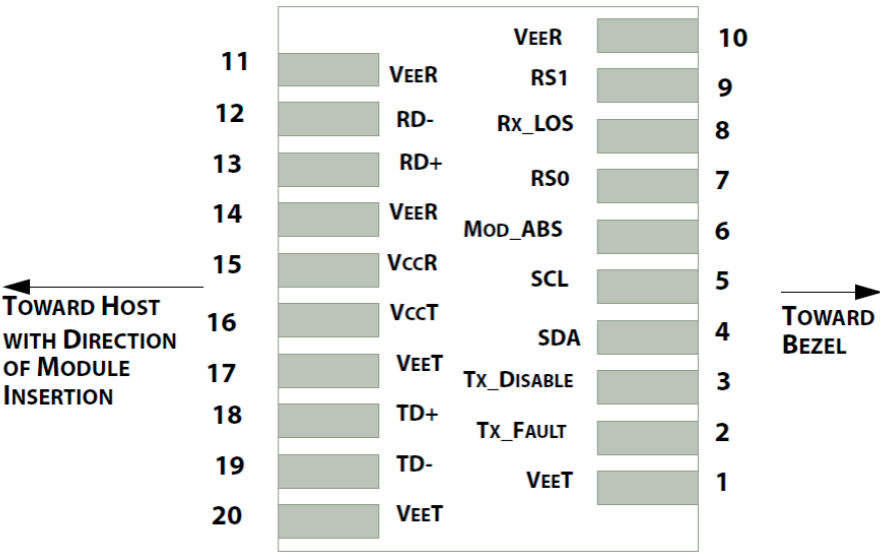 VEER 10
11 VEER
RS1 9
12 RD-
RX_LOS 8
13 RD+
RS0 7
14 VEER
MOD_ABS 6
15 VCCR
SCL 5
16 VCCT
SDA 4
17 VEET
TX_DISABLE 3
18 TD+
TX_FAULT 2
19 TD-
VEET 1
20 VEET
TOWARD HOST
WITH DIRECTION
OF MODULE
INSERTION
TOWARD
BEZEL